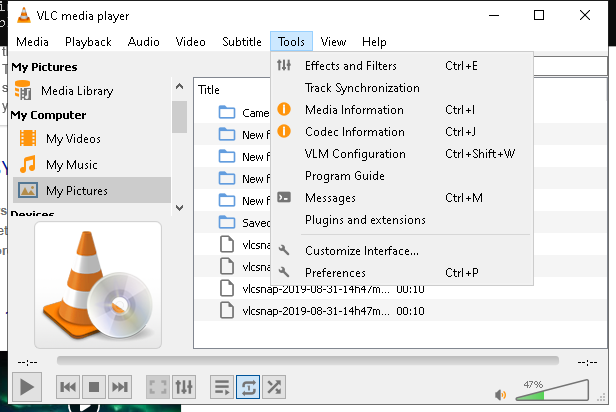 VLC media player
Media Playback Audio Video Subtitle Tools View Help
My Pictures
Media Library
My Computer
My Videos
My Music
My Pictures
Devices
Title
Came
New f
New f
New f
New f
Saved
vlcsnap
vlcsnap
vlcsnap-2019-08-31-14h47m... 00:10
vlcsnap-2019-08-31-14h47m... 00:10
Effects and Filters Ctrl+E
Track Synchronization
Media Information Ctrl+I
Codec Information Ctrl+J
VLM Configuration Ctrl+Shift+W
Program Guide
Messages Ctrl+M
Plugins and extensions
Customize Interface...
Preferences Ctrl+P
--:-- --:--
47%